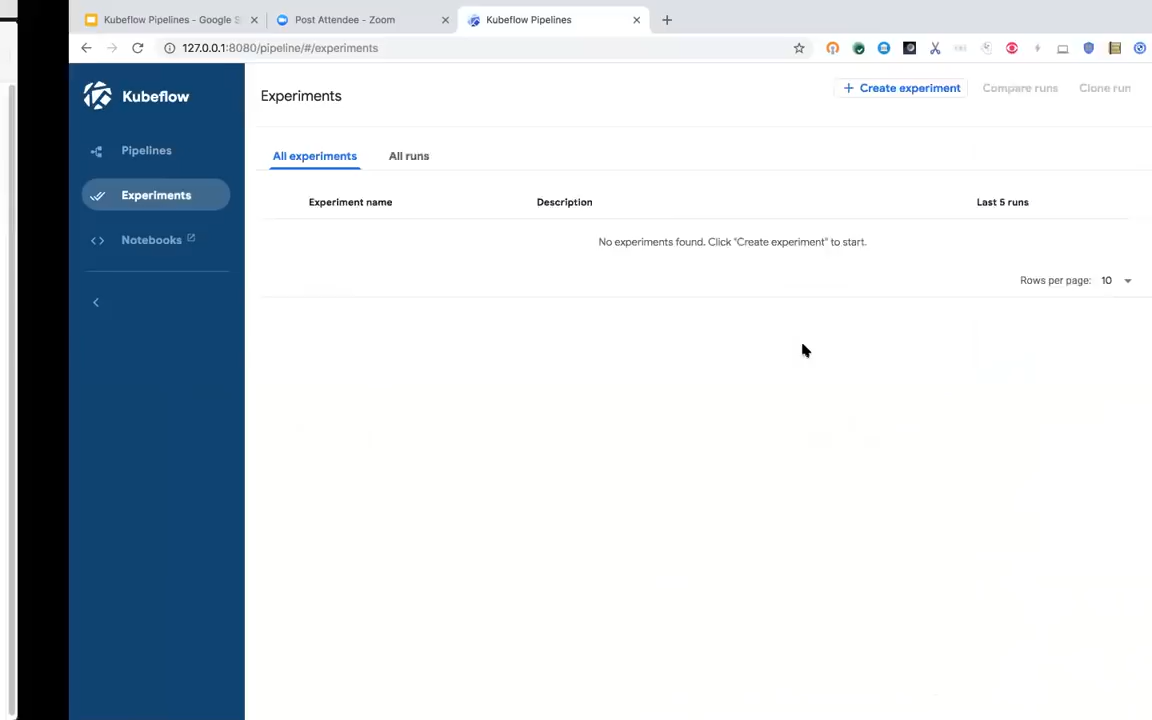 Kubeflow Pipelines - Google S
Post Attendee - Zoom
Kubeflow Pipelines
127.0.0.1:8080/pipeline/#/experiments
Kubeflow
Experiments
+ Create experiment
Compare runs
Clone run
Pipelines
All experiments
All runs
Experiments
Experiment name
Description
Last 5 runs
Notebooks
No experiments found. Click "Create experiment" to start.
Rows per page: 10